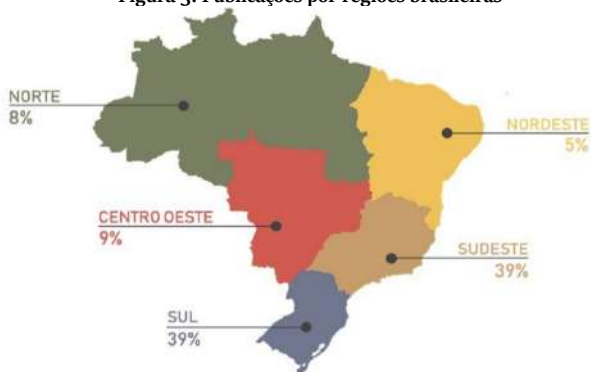 Figura 3. Publicações por regiões brasileiras
NORTE
8%
NORDESTE
5%
CENTRO OESTE
9%
SUDESTE
39%
SUL
39%